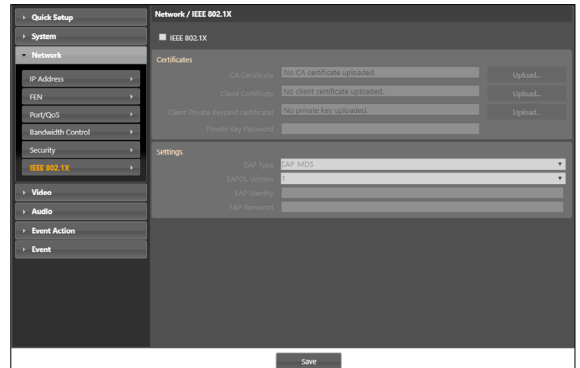 Quick Setup
System
Network
IP Address
FEN
Port/QoS
Bandwidth Control
Security
IEEE 802.1X
Video
Audio
Event Action
Event
Network / IEEE 802.1X
IEEE 802.1X
Certificates
CA Certificate No CA certificate uploaded. Upload...
Client Certificate No client certificate uploaded. Upload...
Client Private Key(and certificate) No private key uploaded. Upload...
Private Key Password
Settings
EAP Type EAP MD5
EAPOL Version 1
EAP Identity
EAP Password
Save